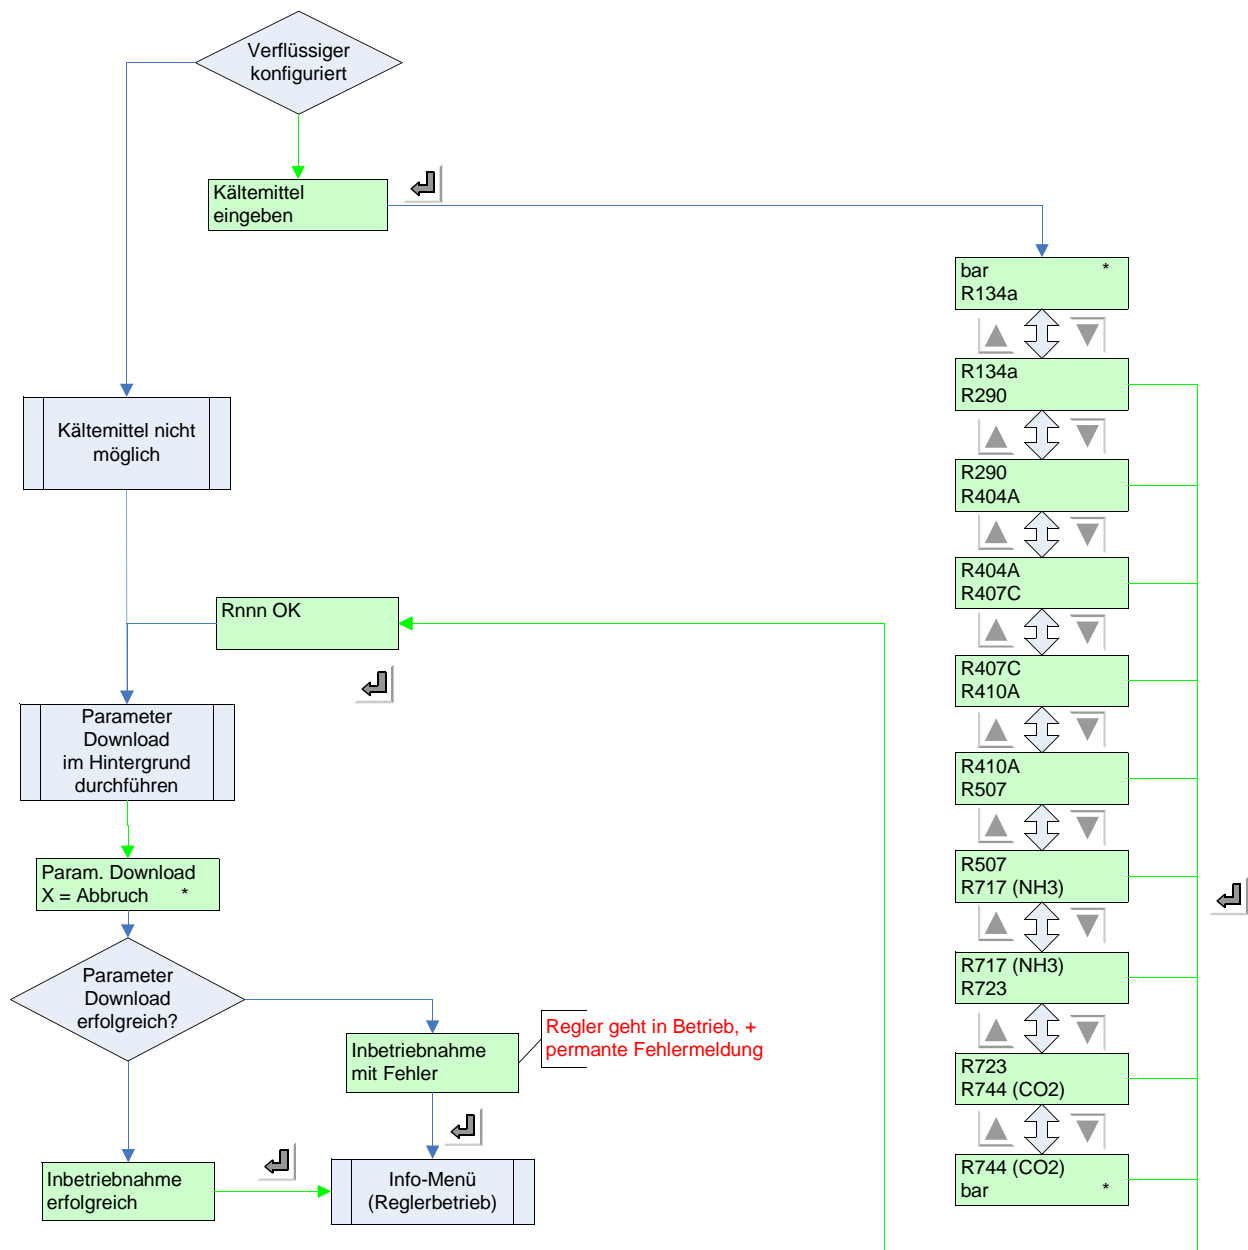 Verflüssiger
konfiguriert
Kältemittel
eingeben
bar *
R134a
R134a
R290
R290
R404A
R404A
R407C
R407C
R410A
R410A
R507
R507
R717 (NH3)
R717 (NH3)
R723
R723
R744 (CO2)
R744 (CO2)
bar *
Kältemittel nicht
möglich
Rnnn OK
Parameter
Download
im Hintergrund
durchführen
Param. Download
X = Abbruch *
Parameter
Download
erfolgreich?
Inbetriebnahme
mit Fehler
Regler geht in Betrieb, +
permante Fehlermeldung
Inbetriebnahme
erfolgreich
Info-Menü
(Reglerbetrieb)